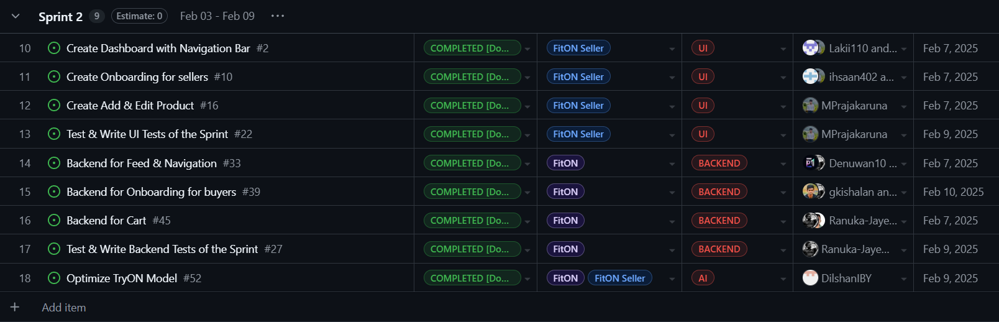 Sprint 2 9 Estimate: 0 Feb 03 - Feb 09 ...
10 Create Dashboard with Navigation Bar #2 COMPLETED [Do... FitON Seller UI Lakii110 and... Feb 7, 2025
11 Create Onboarding for sellers #10 COMPLETED [Do... FitON Seller UI ihsaan402 a... Feb 7, 2025
12 Create Add & Edit Product #16 COMPLETED [Do... FitON Seller UI MPrajakaruna Feb 7, 2025
13 Test & Write UI Tests of the Sprint #22 COMPLETED [Do... FitON Seller UI MPrajakaruna Feb 9, 2025
14 Backend for Feed & Navigation #33 COMPLETED [Do... FitON BACKEND Denuwan10 ... Feb 7, 2025
15 Backend for Onboarding for buyers #39 COMPLETED [Do... FitON BACKEND gkishalan an... Feb 10, 2025
16 Backend for Cart #45 COMPLETED [Do... FitON BACKEND Ranuka-Jaye... Feb 7, 2025
17 Test & Write Backend Tests of the Sprint #27 COMPLETED [Do... FitON BACKEND Ranuka-Jaye... Feb 9, 2025
18 Optimize TryON Model #52 COMPLETED [Do... FitON FitON Seller AI DilshanIBY Feb 9, 2025
+ Add item